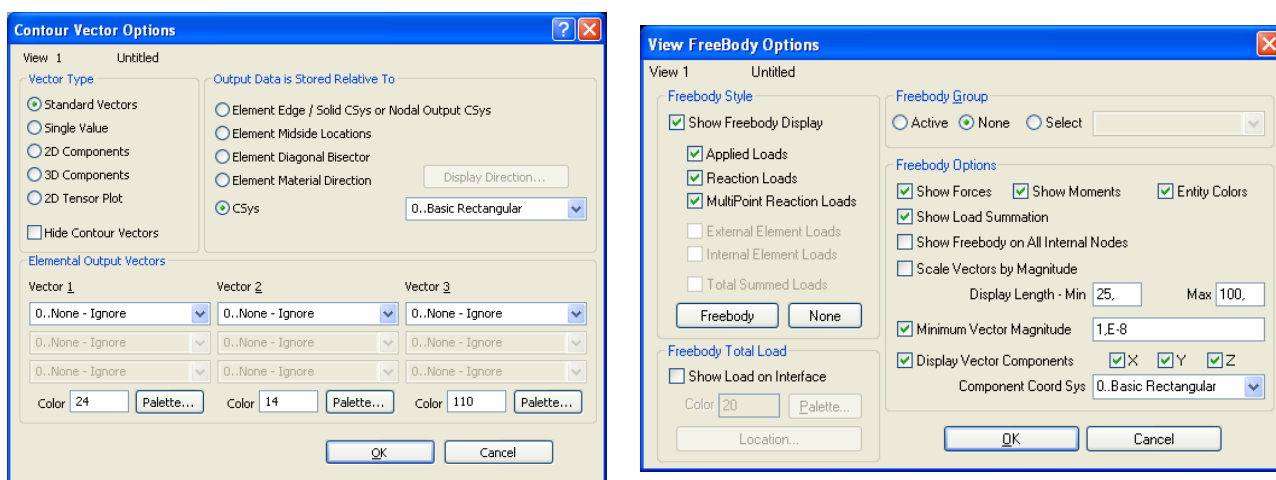 Contour Vector Options
View 1 Untitled
Vector Type
Standard Vectors
Single Value
2D Components
3D Components
2D Tensor Plot
Hide Contour Vectors
Output Data is Stored Relative To
Element Edge / Solid CSys or Nodal Output CSys
Element Midside Locations
Element Diagonal Bisector
Element Material Direction
Display Direction...
CSys 0..Basic Rectangular
Elemental Output Vectors
Vector 1 Vector 2 Vector 3
0..None - Ignore 0..None - Ignore 0..None - Ignore
0..None - Ignore 0..None - Ignore 0..None - Ignore
0..None - Ignore 0..None - Ignore 0..None - Ignore
Color 24 Palette... Color 14 Palette... Color 110 Palette...
OK Cancel
View FreeBody Options
View 1 Untitled
Freebody Style
Show Freebody Display
Applied Loads
Reaction Loads
MultiPoint Reaction Loads
External Element Loads
Internal Element Loads
Total Summed Loads
Freebody None
Freebody Total Load
Show Load on Interface
Color 20 Palette...
Location...
Freebody Group
Active None Select
Freebody Options
Show Forces Show Moments Entity Colors
Show Load Summation
Show Freebody on All Internal Nodes
Scale Vectors by Magnitude
Display Length - Min 25, Max 100,
Minimum Vector Magnitude 1,E-8
Display Vector Components X Y Z
Component Coord Sys 0..Basic Rectangular
OK Cancel